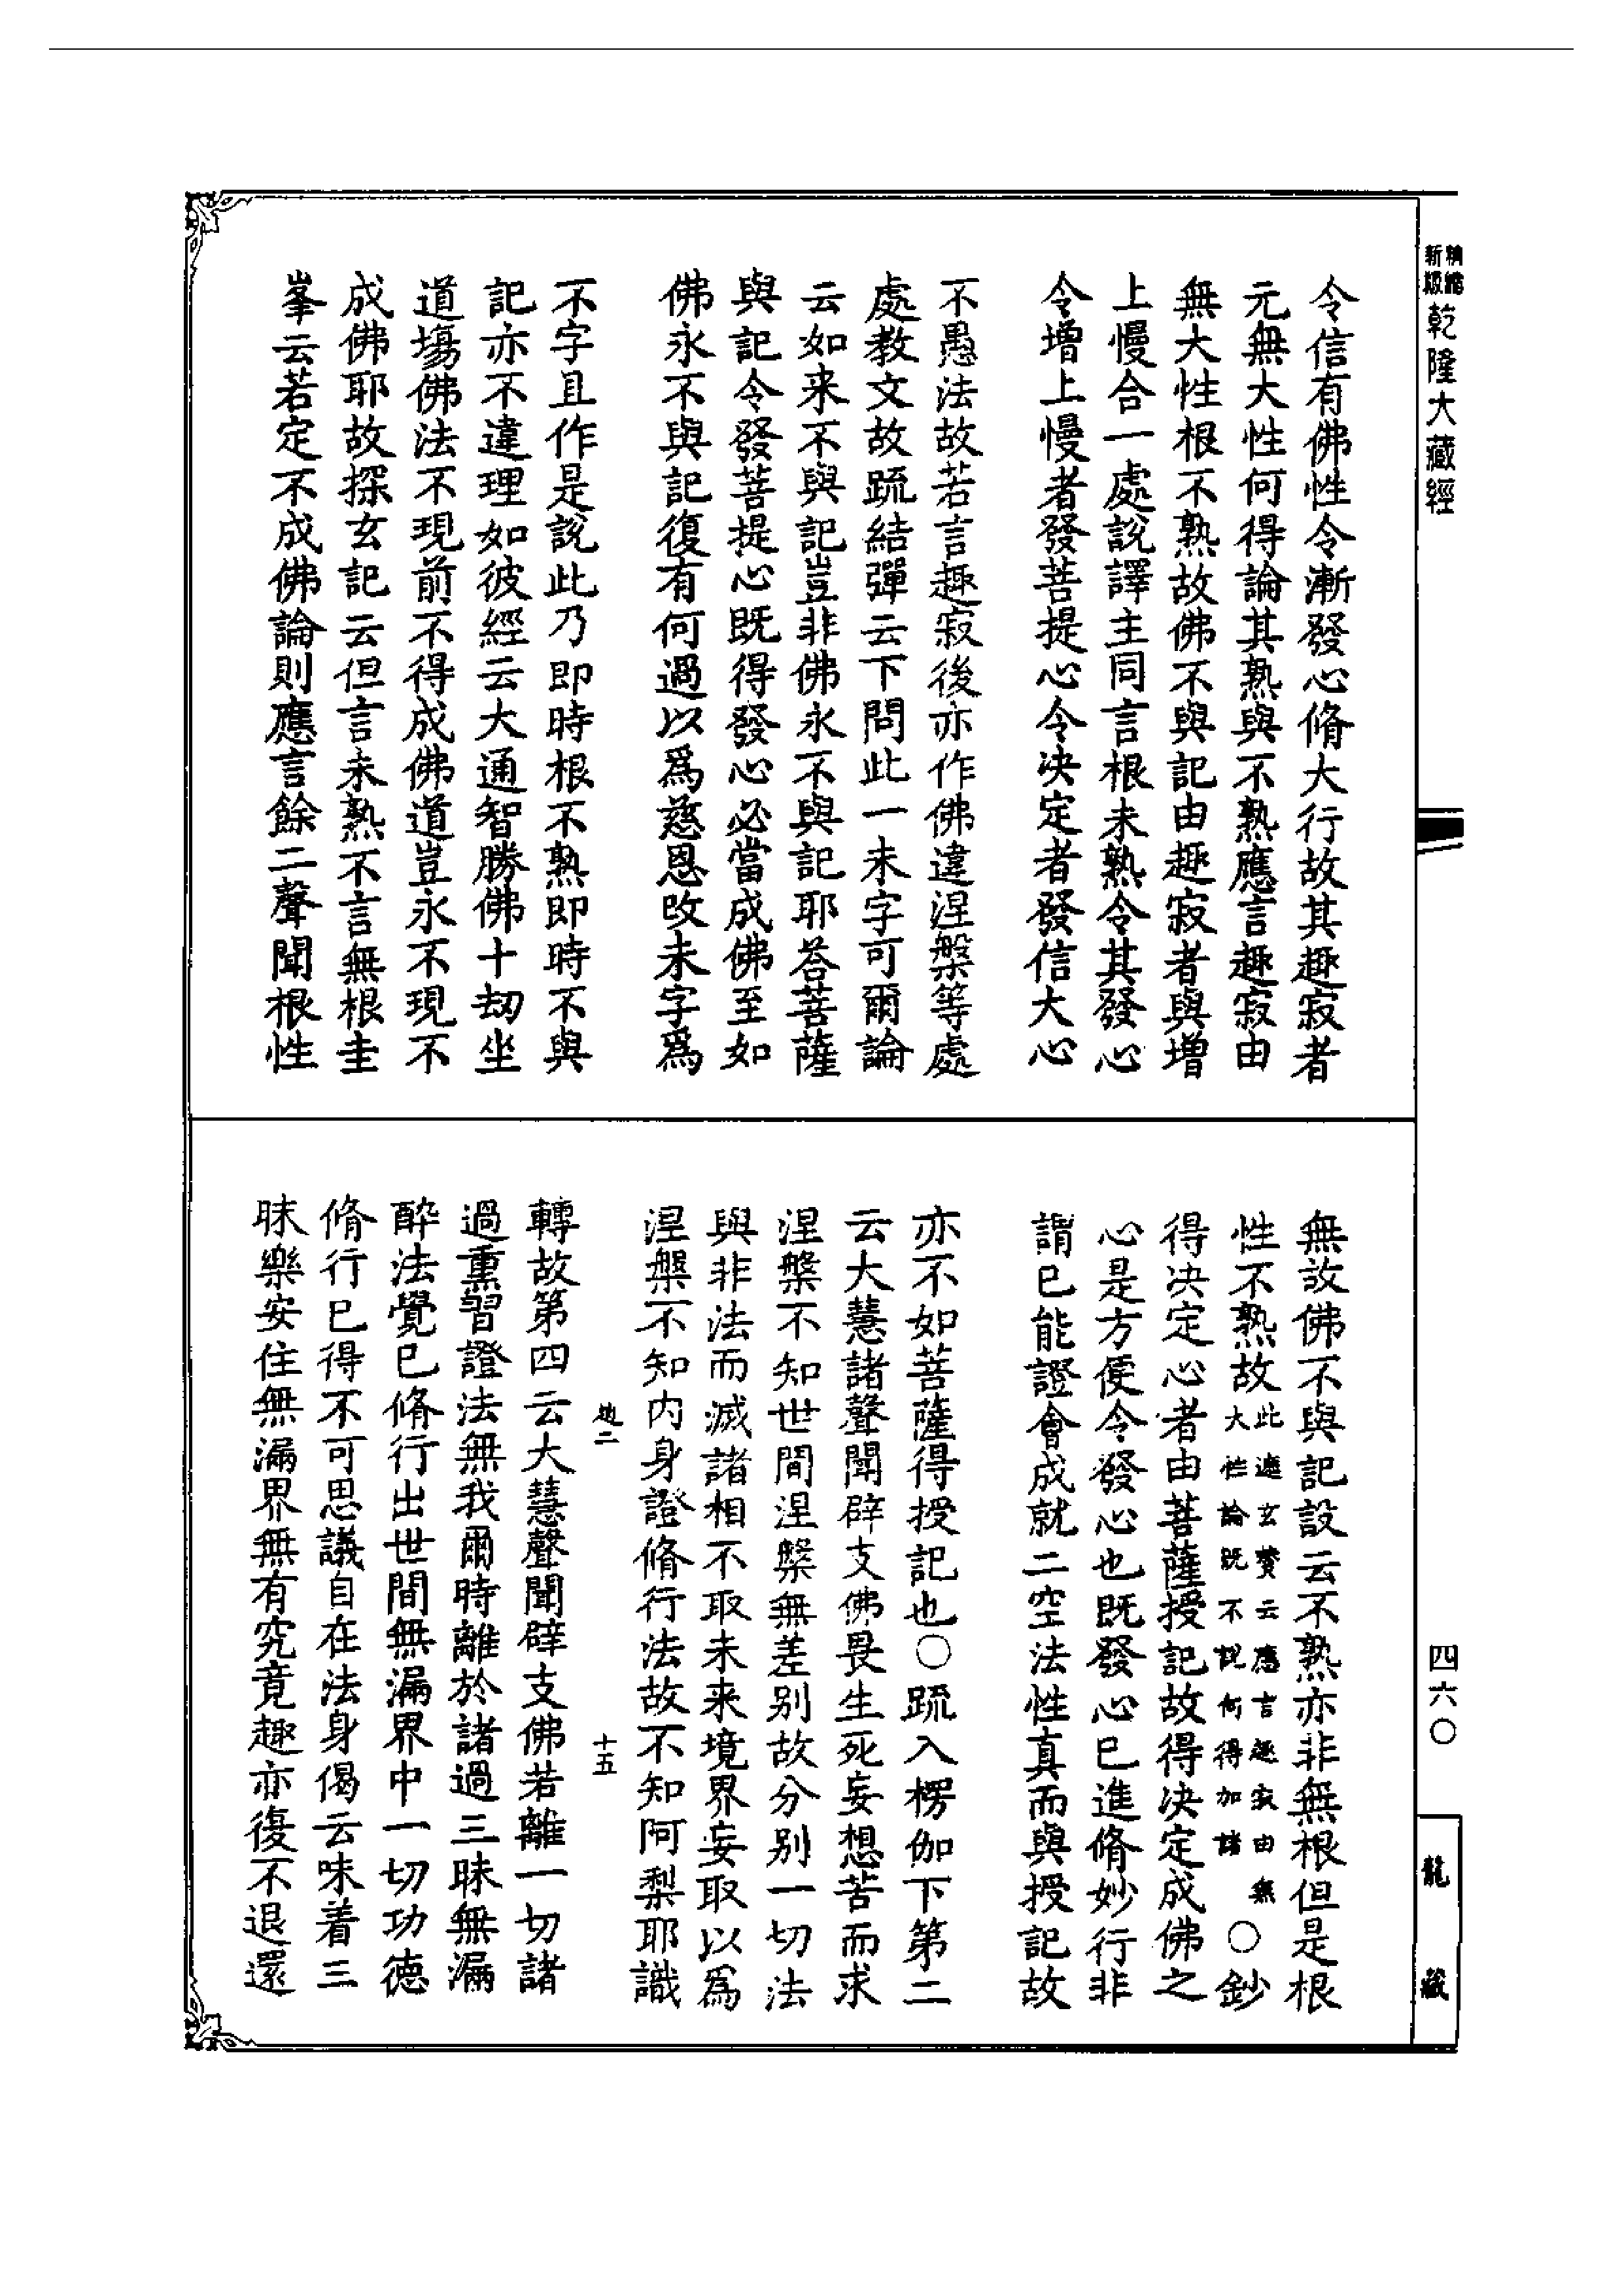 新編縮版乾隆大藏經
令信有佛性令漸發心脩大行故其趣寂者
元無大性何得論其熟與不熟應言趣寂由
無大性根不熟故佛不與記由趣寂者與增
上慢合一處說譯主同言根未熟令其發心
令增上慢者發菩提心令决定者發信大心
不愚法故若言趣寂後亦作佛違涅槃等處
處教文故䟽結彈云下問此一未字可爾論
云如来不與記豈非佛永不與記耶荅菩薩
與記令發菩提心既得發心必當成佛至如
佛永不與記復有何過以爲慈恩改未字爲
不字且作是說此乃即時根不熟即時不與
記亦不違理如彼經云大通智勝佛十劫坐
道場佛法不現前不得成佛道豈永不現不
成佛耶故探玄記云但言未熟不言無根圭
峯云若定不成佛論則應言餘二聲聞根性
無故佛不與記設云不熟亦非無根但是根
性不熟故此遮玄贊云應言趣寂由無大性論既不說何得加諸○鈔
得决定心者由菩薩授記故得决定成佛之
心是方便令發心也既發心已進脩妙行非
謂已能證會成就二空法性真而與授記故
亦不如菩薩得授記也○䟽入楞伽下第二
云大慧諸聲聞辟支佛畏生死妄想苦而求
涅槃不知世間涅槃無差别故分别一切法
與非法而滅諸相不取未来境界妄取以爲
涅槃不知内身證脩行法故不知阿梨耶識
趙二 十五
轉故第四云大慧聲聞辟支佛若離一切諸
過熏習證法無我爾時離於諸過三昧無漏
醉法覺已脩行出世間無漏界中一切功德
脩行已得不可思議自在法身偈云味着三
昧樂安住無漏界無有究竟趣亦復不退還
四六〇
龍藏